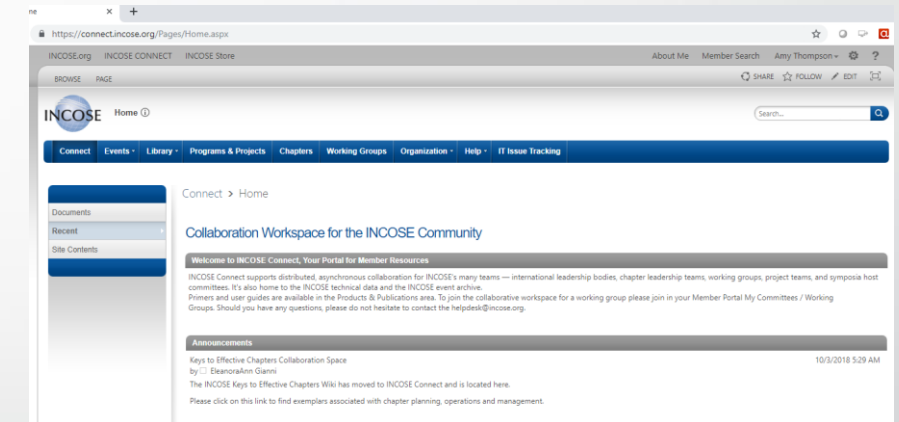 ne × +
https://connect.incose.org/Pages/Home.aspx
INCOSE.org INCOSE CONNECT INCOSE Store About Me Member Search Amy Thompson ?
BROWSE PAGE SHARE FOLLOW EDIT
INCOSE Home
Search...
Connect Events Library Programs & Projects Chapters Working Groups Organization Help IT Issue Tracking
Connect > Home
Documents
Recent
Site Contents
Collaboration Workspace for the INCOSE Community
Welcome to INCOSE Connect, Your Portal for Member Resources
INCOSE Connect supports distributed, asynchronous collaboration for INCOSE's many teams — international leadership bodies, chapter leadership teams, working groups, project teams, and symposia host
committees. It's also home to the INCOSE technical data and the INCOSE event archive.
Primers and user guides are available in the Products & Publications area. To join the collaborative workspace for a working group please join in your Member Portal My Committees / Working
Groups. Should you have any questions, please do not hesitate to contact the helpdesk@incose.org.
Announcements
Keys to Effective Chapters Collaboration Space 10/3/2018 5:29 AM
by EleanoraAnn Gianni
The INCOSE Keys to Effective Chapters Wiki has moved to INCOSE Connect and is located here.
Please click on this link to find exemplars associated with chapter planning, operations and management.